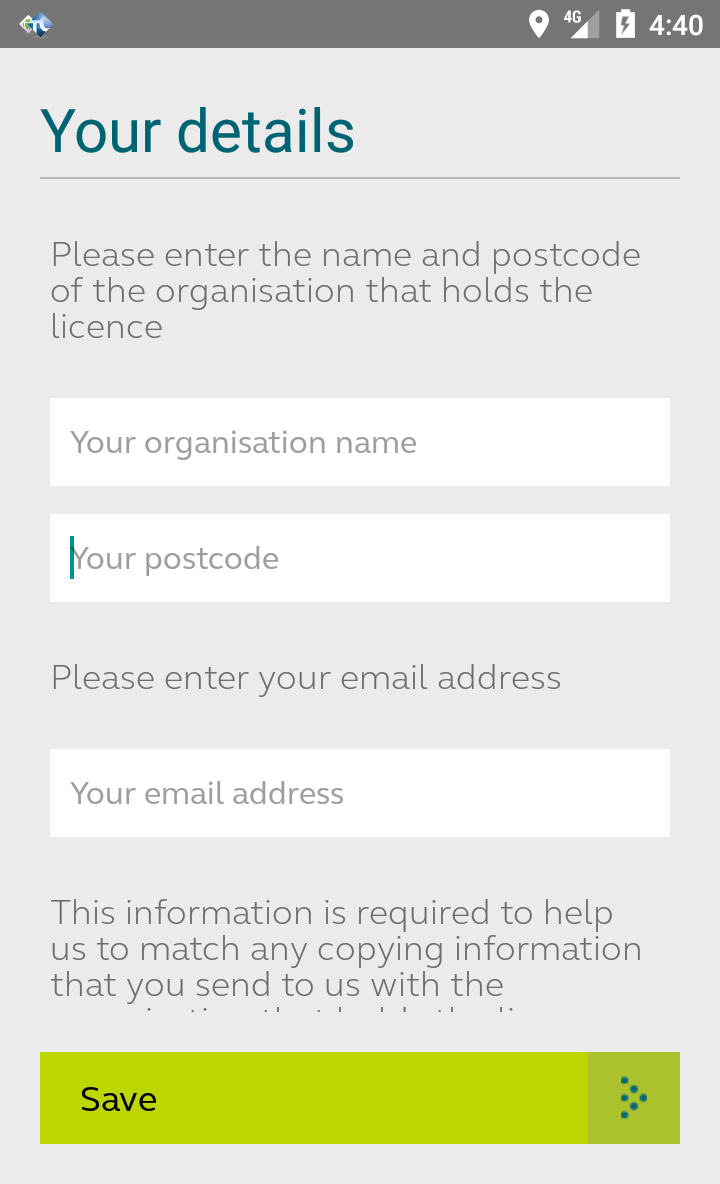 4G 4:40
Your details
Please enter the name and postcode
of the organisation that holds the
licence
Your organisation name
Your postcode
Please enter your email address
Your email address
This information is required to help
us to match any copying information
that you send to us with the
Save